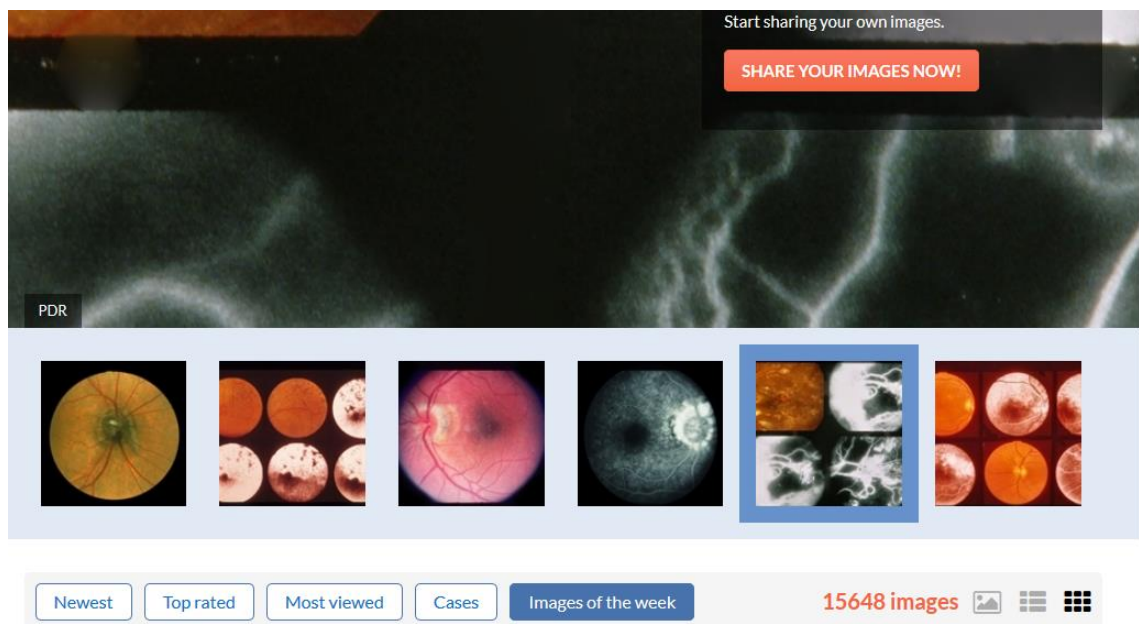 Start sharing your own images.
SHARE YOUR IMAGES NOW!
PDR
Newest Top rated Most viewed Cases Images of the week 15648 images